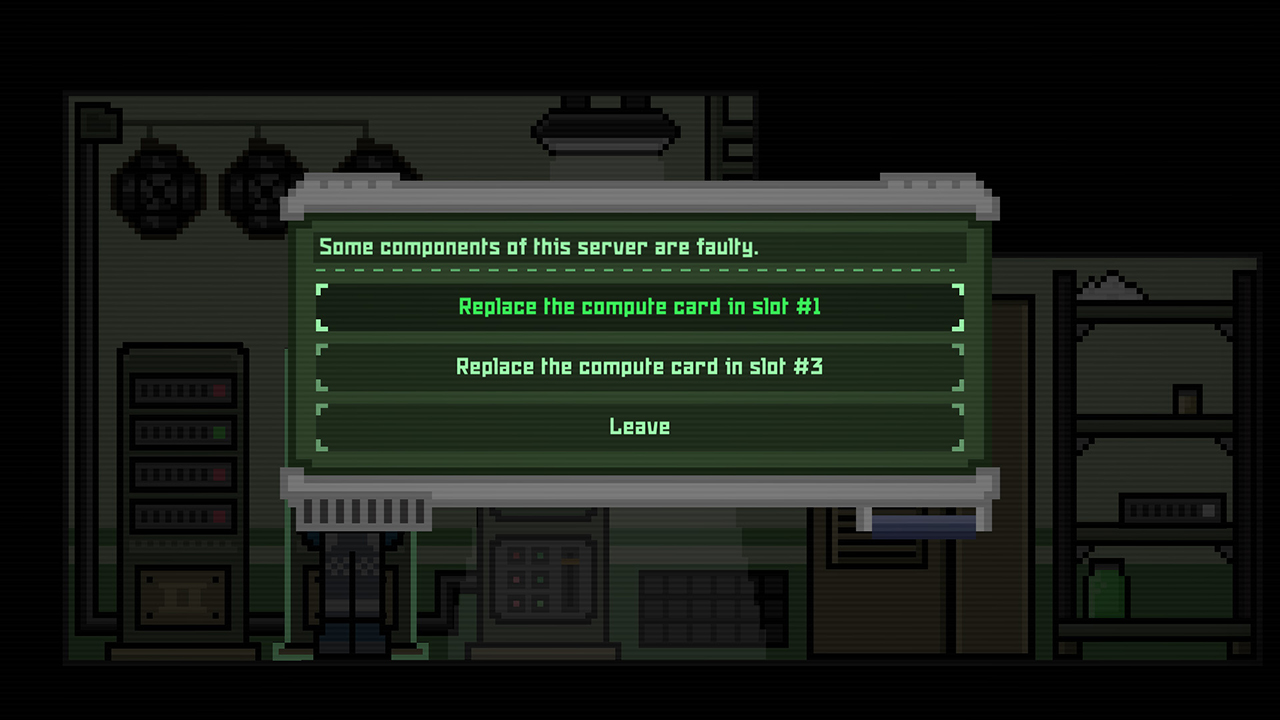 Some components of this server are faulty.
Replace the compute card in slot #1
Replace the compute card in slot #3
Leave